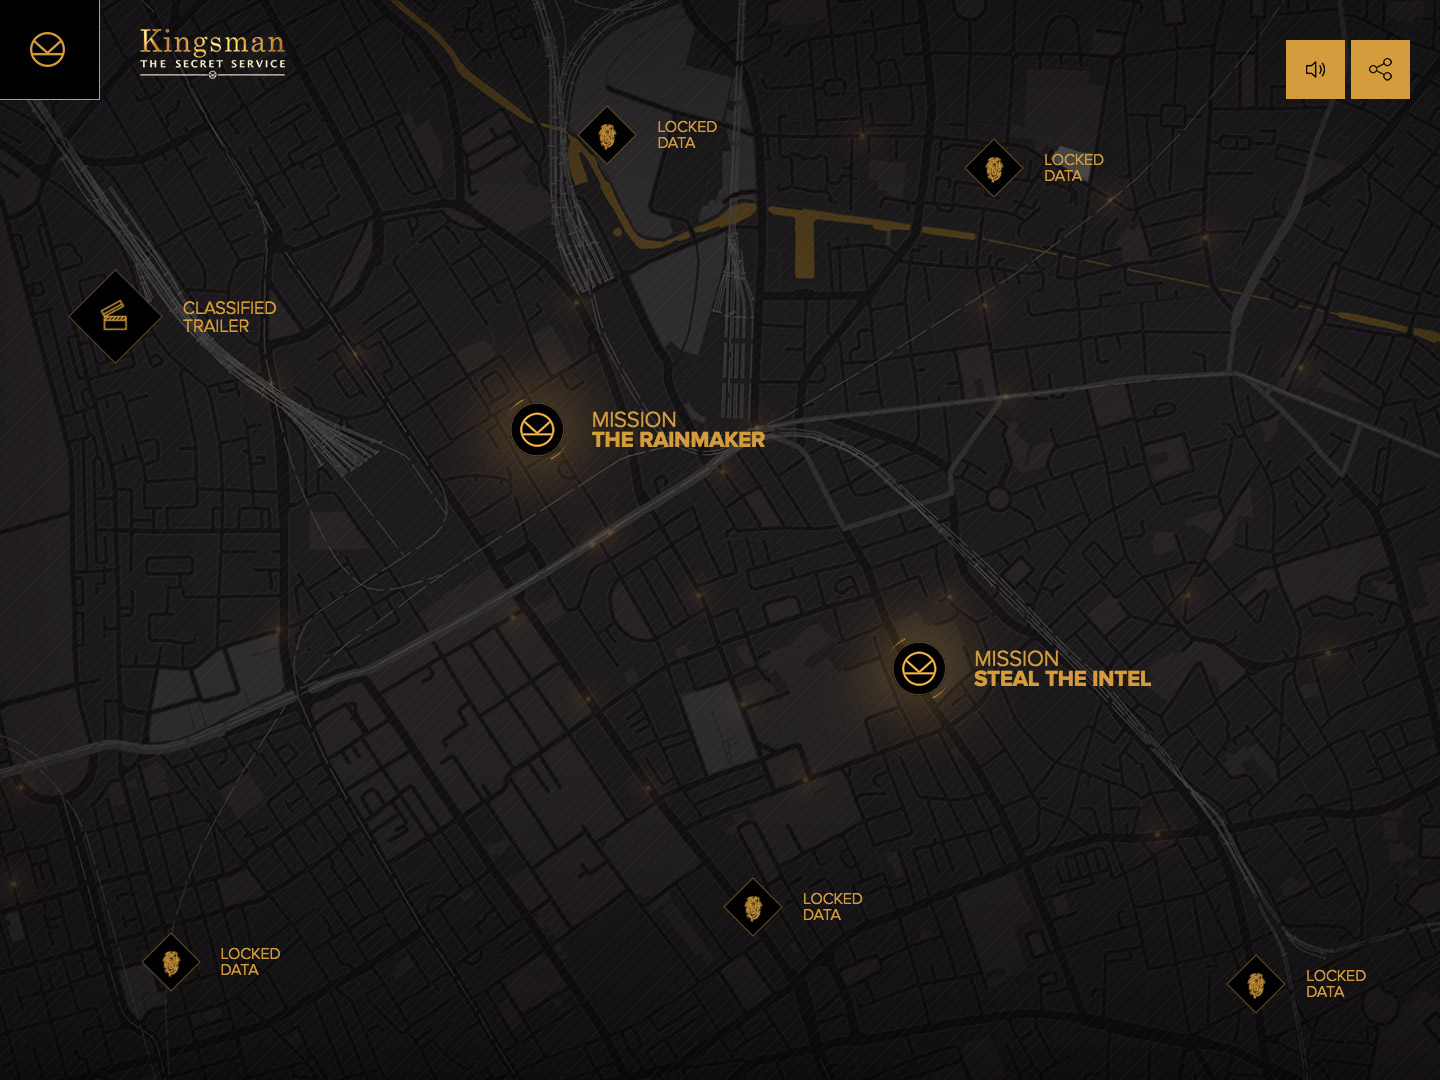 Kingsman
THE SECRET SERVICE
LOCKED
DATA
LOCKED
DATA
CLASSIFIED
TRAILER
MISSION
THE RAINMAKER
MISSION
STEAL THE INTEL
LOCKED
DATA
LOCKED
DATA
LOCKED
DATA